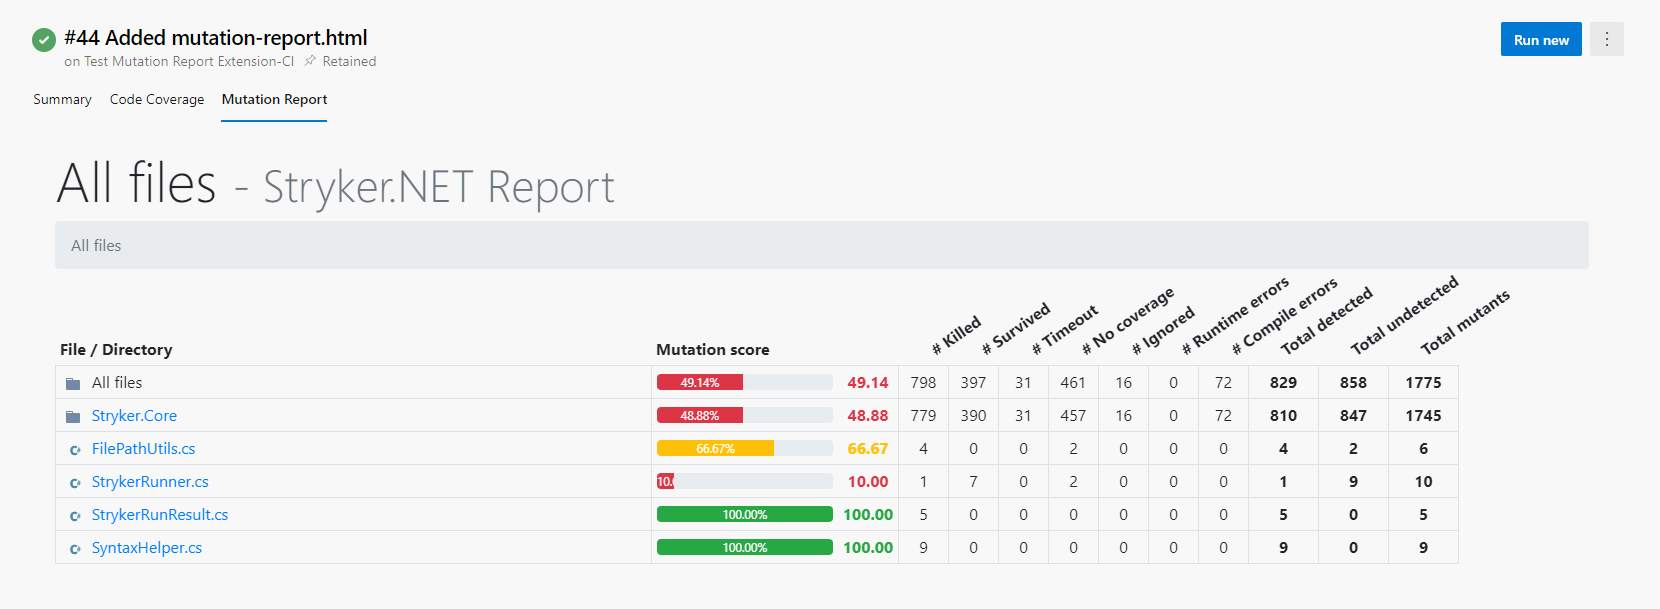 #44 Added mutation-report.html
Run new
on Test Mutation Report Extension-CI Retained
Summary Code Coverage Mutation Report
All files - Stryker.NET Report
All files
File / Directory Mutation score # Killed # Survived # Timeout # No coverage # Ignored # Runtime errors # Compile errors Total detected Total undetected Total mutants
All files 49.14% 49.14 798 397 31 461 16 0 72 829 858 1775
Stryker.Core 48.88% 48.88 779 390 31 457 16 0 72 810 847 1745
FilePathUtils.cs 66.67% 66.67 4 0 0 2 0 0 0 4 2 6
StrykerRunner.cs 10.0 10.00 1 7 0 2 0 0 0 1 9 10
StrykerRunResult.cs 100.00% 100.00 5 0 0 0 0 0 0 5 0 5
SyntaxHelper.cs 100.00% 100.00 9 0 0 0 0 0 0 9 0 9